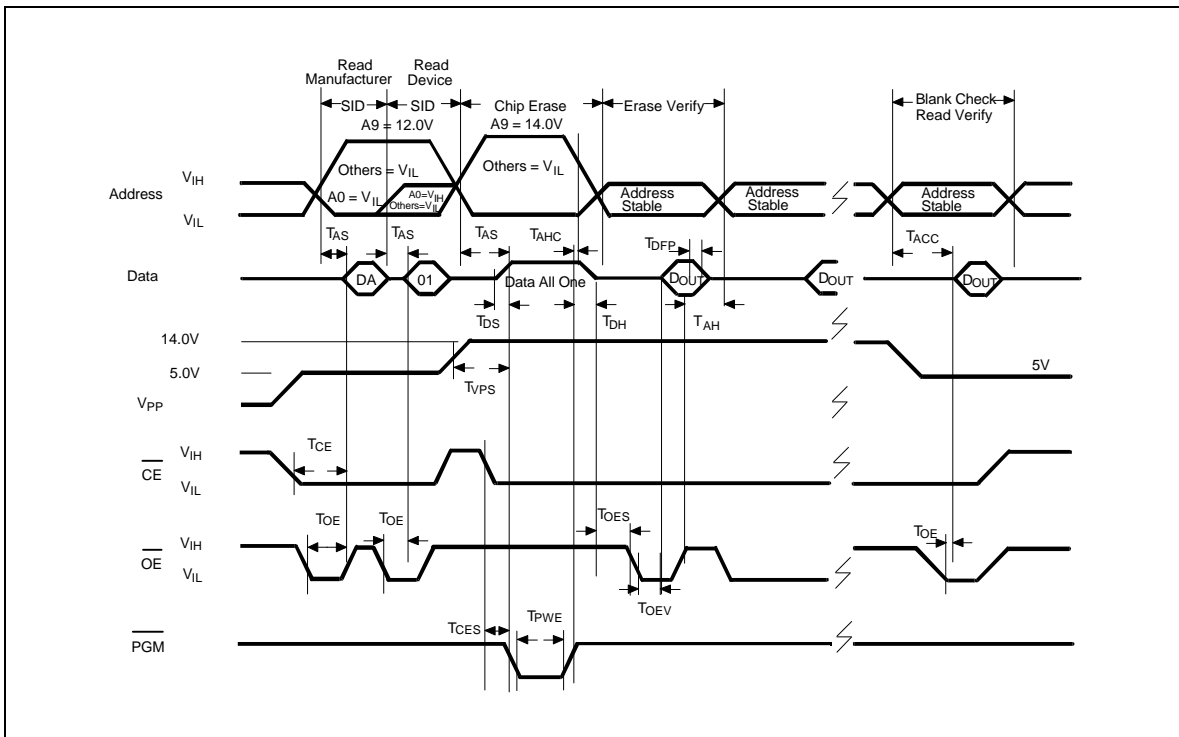 Read Manufacturer
Read Device
SID
SID
Chip Erase
Erase Verify
Blank Check
Read Verify
A9 = 12.0V
A9 = 14.0V
Others = VIL
Others = VIL
Address
VIH
VIL
A0 = VIL
A0=VIH
Others=VIL
Address Stable
Address Stable
Address Stable
TAS
TAS
TAS
TAHC
TDFP
TACC
Data
DA
01
Data All One
DOUT
DOUT
DOUT
TDS
TDH
TAH
14.0V
5.0V
VPP
TVPS
5V
CE
VIH
VIL
TCE
OE
VIH
VIL
TOE
TOE
TOES
TOEV
TOE
PGM
TCES
TPWE